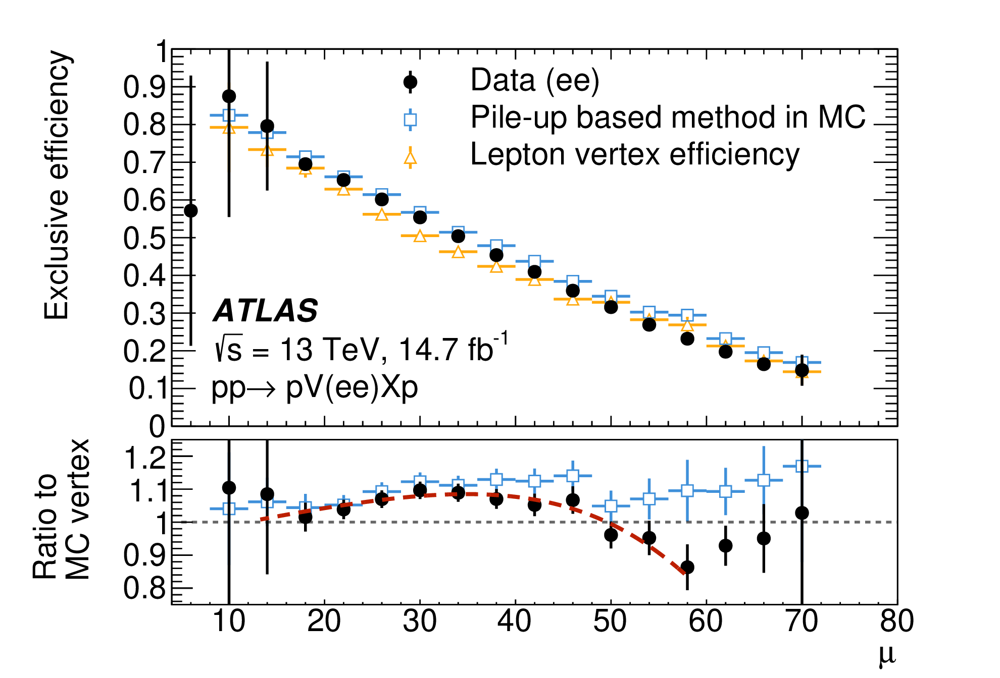 Exclusive efficiency
1
0.9
0.8
0.7
0.6
0.5
0.4
0.3
0.2
0.1
0
Data (ee)
Pile-up based method in MC
Lepton vertex efficiency
ATLAS
√s = 13 TeV, 14.7 fb⁻¹
pp→ pV(ee)Xp
Ratio to
MC vertex
1.2
1.1
1
0.9
0.8
10 20 30 40 50 60 70 80
μ